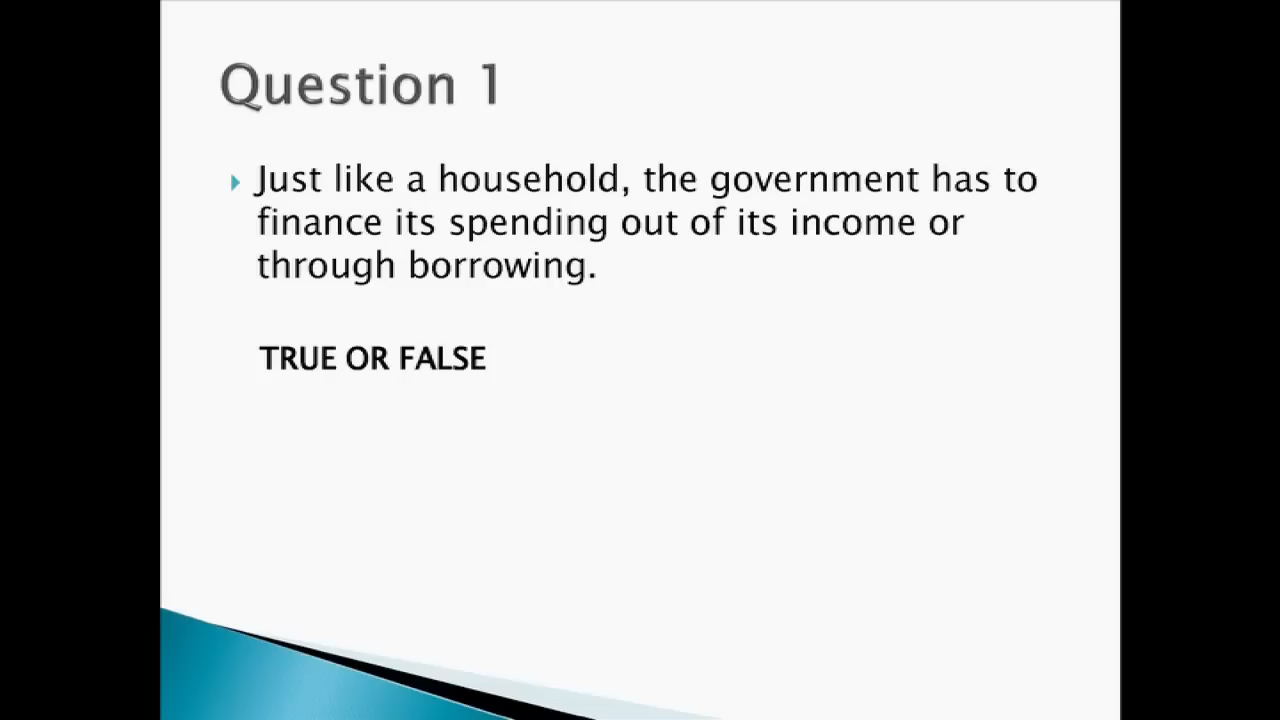 Question 1
Just like a household, the government has to
finance its spending out of its income or
through borrowing.
TRUE OR FALSE